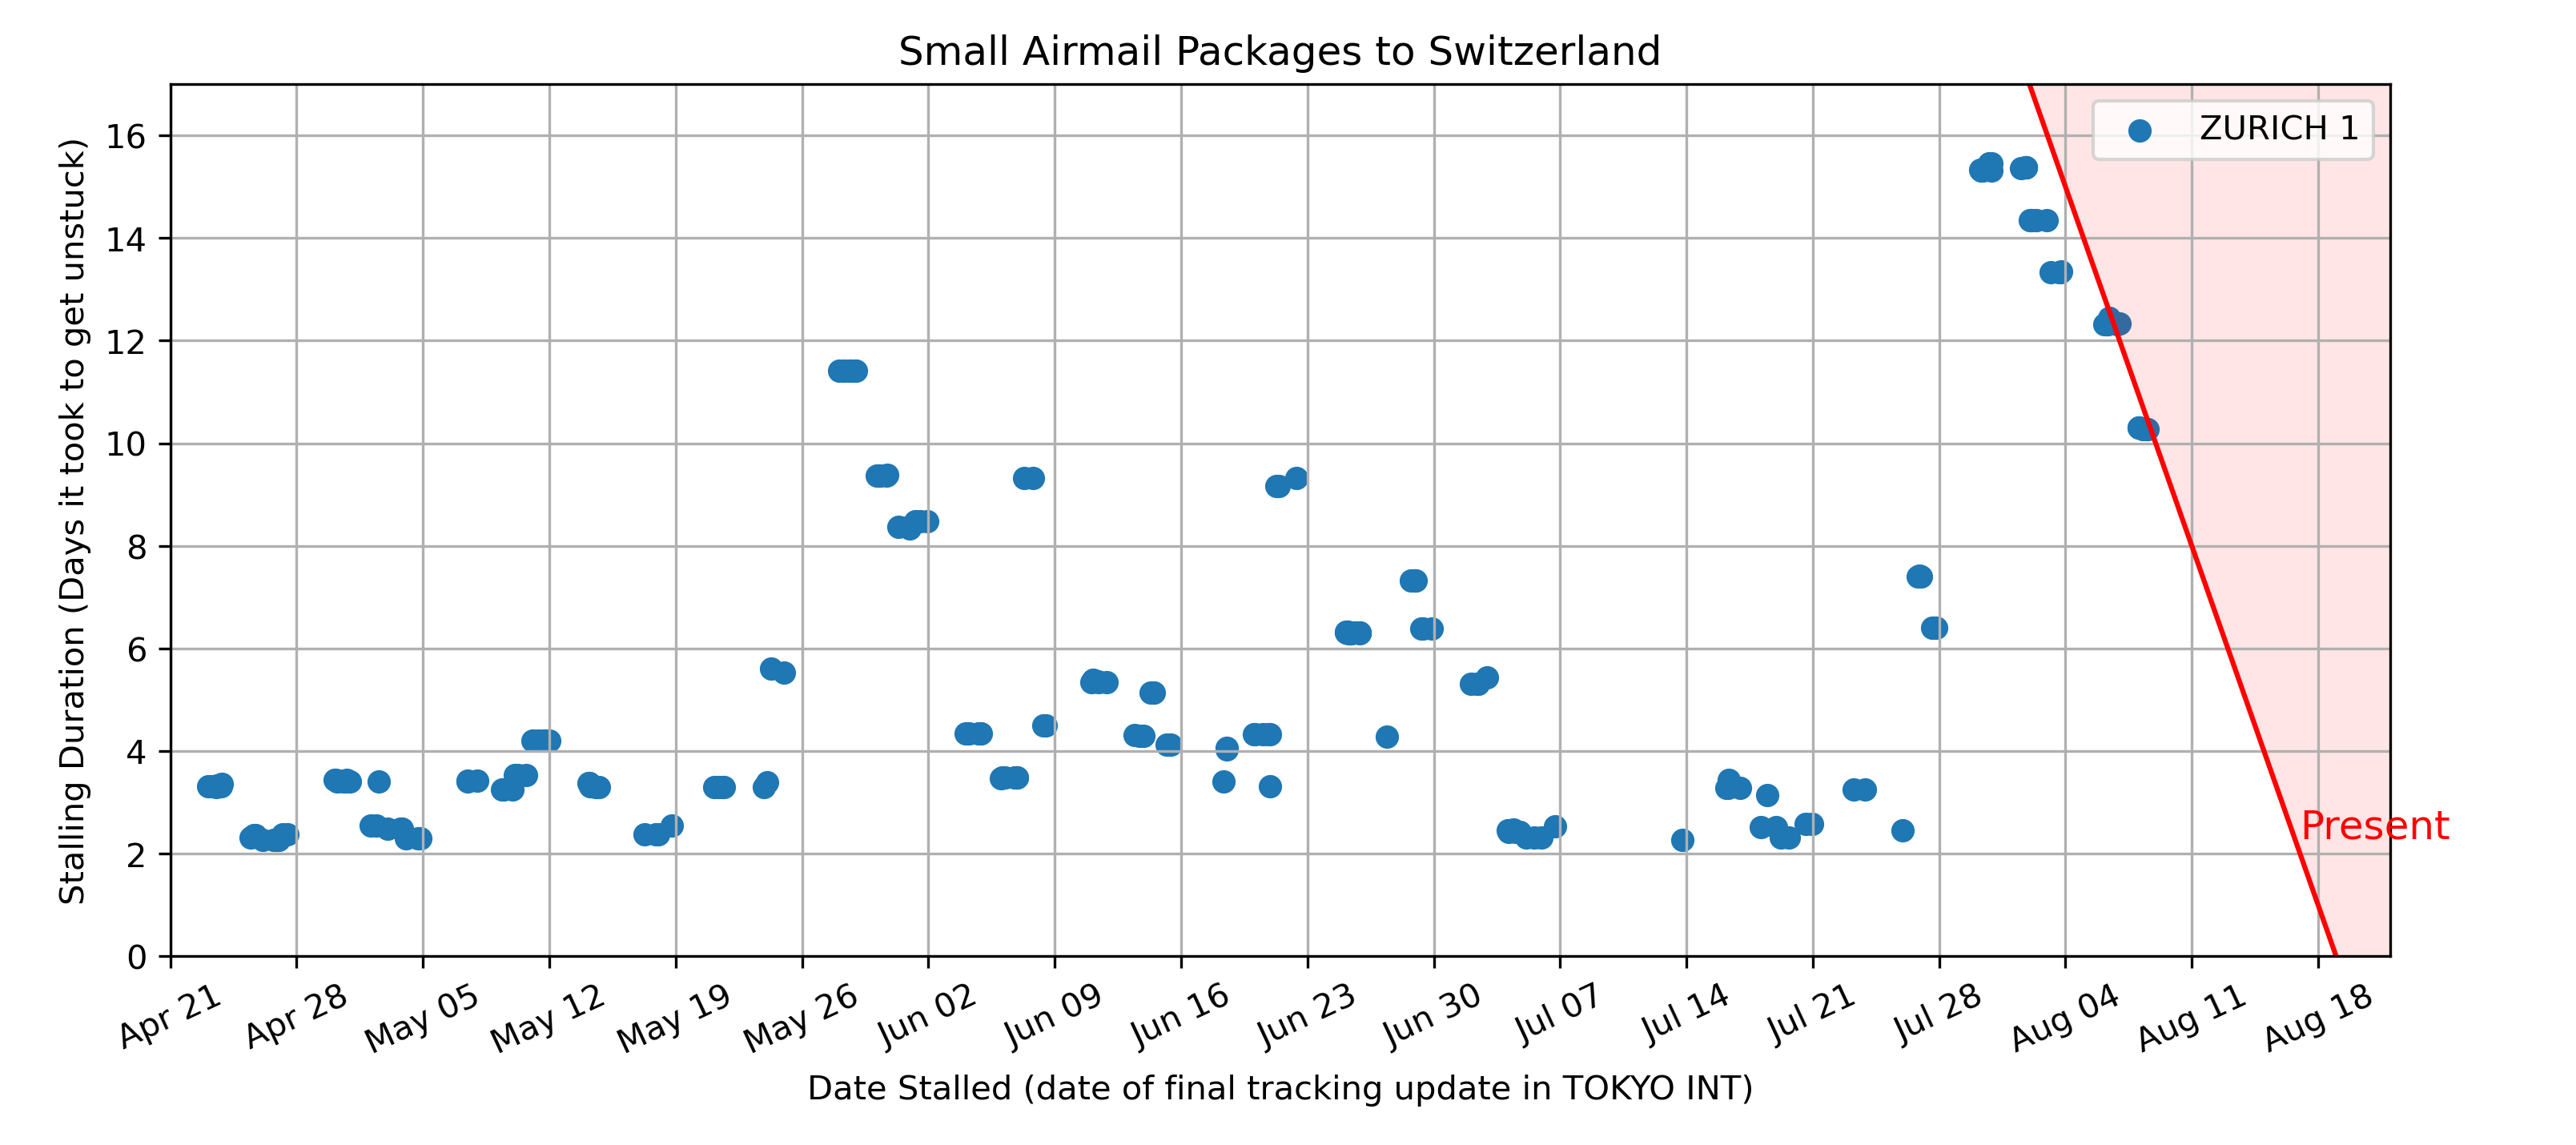 Small Airmail Packages to Switzerland
Stalling Duration (Days it took to get unstuck)
16
14
12
10
8
6
4
2
0
ZURICH 1
Present
Apr 21
Apr 28
May 05
May 12
May 19
May 26
Jun 02
Jun 09
Jun 16
Jun 23
Jun 30
Jul 07
Jul 14
Jul 21
Jul 28
Aug 04
Aug 11
Aug 18
Date Stalled (date of final tracking update in TOKYO INT)